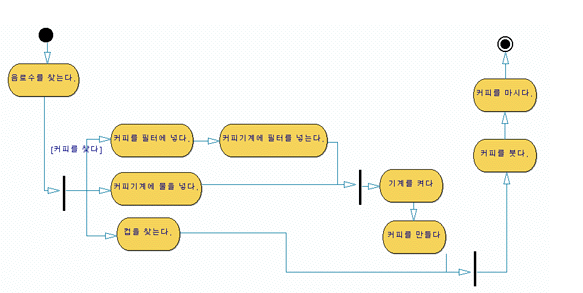 음료수를 찾는다.
[커피를 찾다]
커피를 필터에 넣다.
커피기계에 필터를 넣는다.
커피기계에 물을 넣다.
컵을 찾는다.
기계를 켜다
커피를 만들다
커피를 붓다.
커피를 마시다.